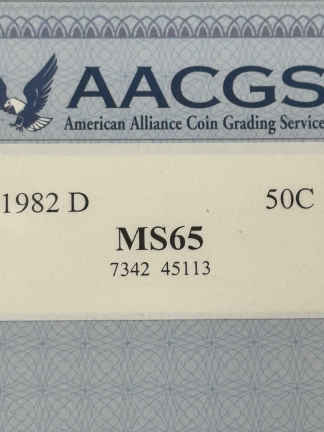 AACGS
American Alliance Coin Grading Service
1982 D 50C
MS65
7342 45113